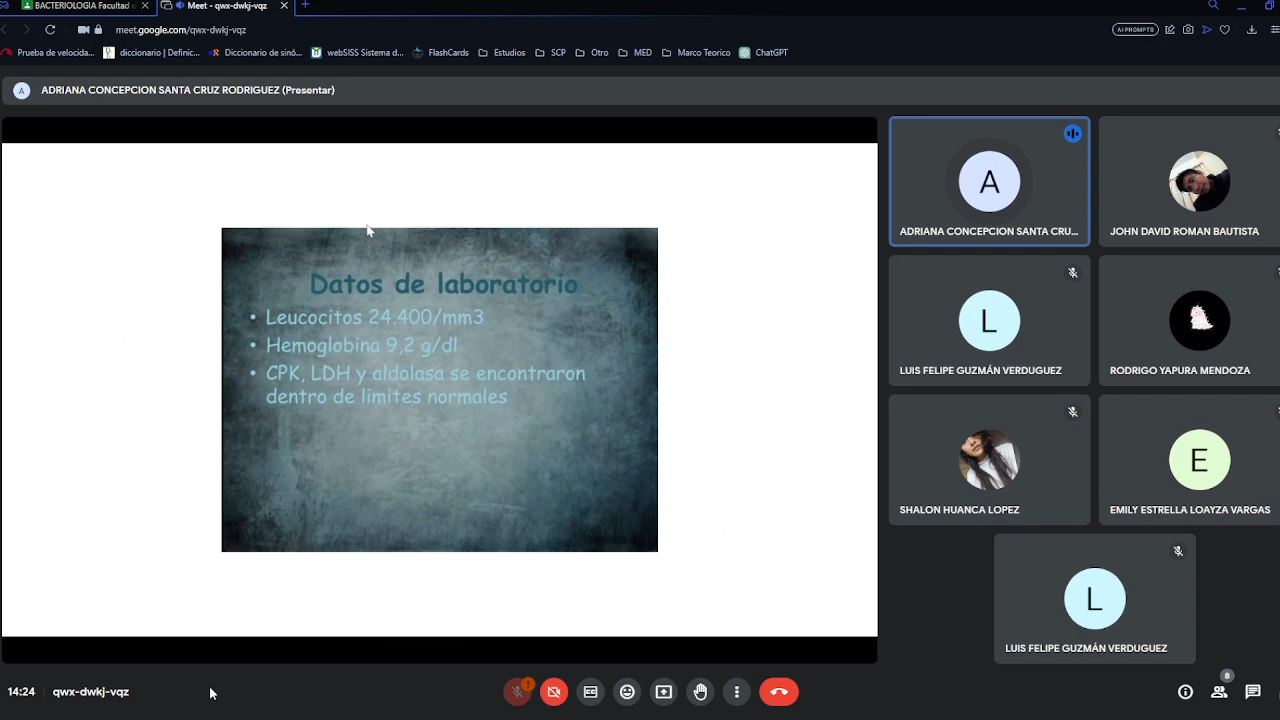 BACTERIOLOGIA Facultad d
Meet - qwx-dwkj-vqz
meet.google.com/qwx-dwkj-vqz
AI PROMPTS
Prueba de velocida...
diccionario | Definic...
Diccionario de sinó...
webSISS Sistema d...
FlashCards
Estudios
SCP
Otro
MED
Marco Teorico
ChatGPT
A
ADRIANA CONCEPCION SANTA CRUZ RODRIGUEZ (Presentar)
Datos de laboratorio
• Leucocitos 24.400/mm3
• Hemoglobina 9,2 g/dl
• CPK, LDH y aldolasa se encontraron
dentro de limites normales
A
ADRIANA CONCEPCION SANTA CRU...
JOHN DAVID ROMAN BAUTISTA
L
LUIS FELIPE GUZMÁN VERDUGUEZ
RODRIGO YAPURA MENDOZA
SHALON HUANCA LOPEZ
E
EMILY ESTRELLA LOAYZA VARGAS
L
LUIS FELIPE GUZMÁN VERDUGUEZ
14:24
qwx-dwkj-vqz
8